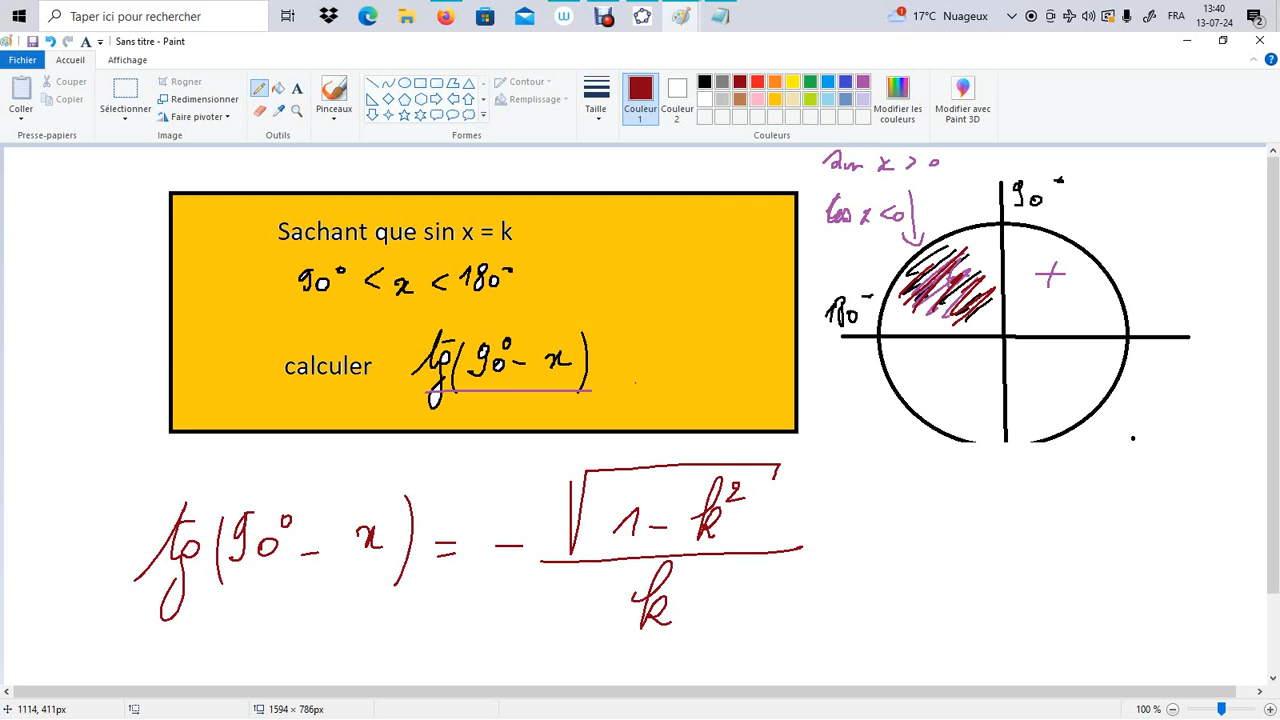 Taper ici pour rechercher
17°C Nuageux
FRA
13:40
13-07-24
2
Sans titre - Paint
Fichier
Accueil
Affichage
Coller
Couper
Copier
Presse-papiers
Sélectionner
Rogner
Redimensionner
Faire pivoter
Image
A
Outils
Pinceaux
Contour
Remplissage
Formes
Taille
Couleur
1
Couleur
2
Modifier les
couleurs
Couleurs
Modifier avec
Paint 3D
Sachant que sin x = k
90° < x < 180°
calculer tg(90° - x)
sin x > 0
cos x < 0
90°
180°
+
tg(90° - x) = - √(1 - k²) / k
1114, 411px
1594 × 786px
100 %